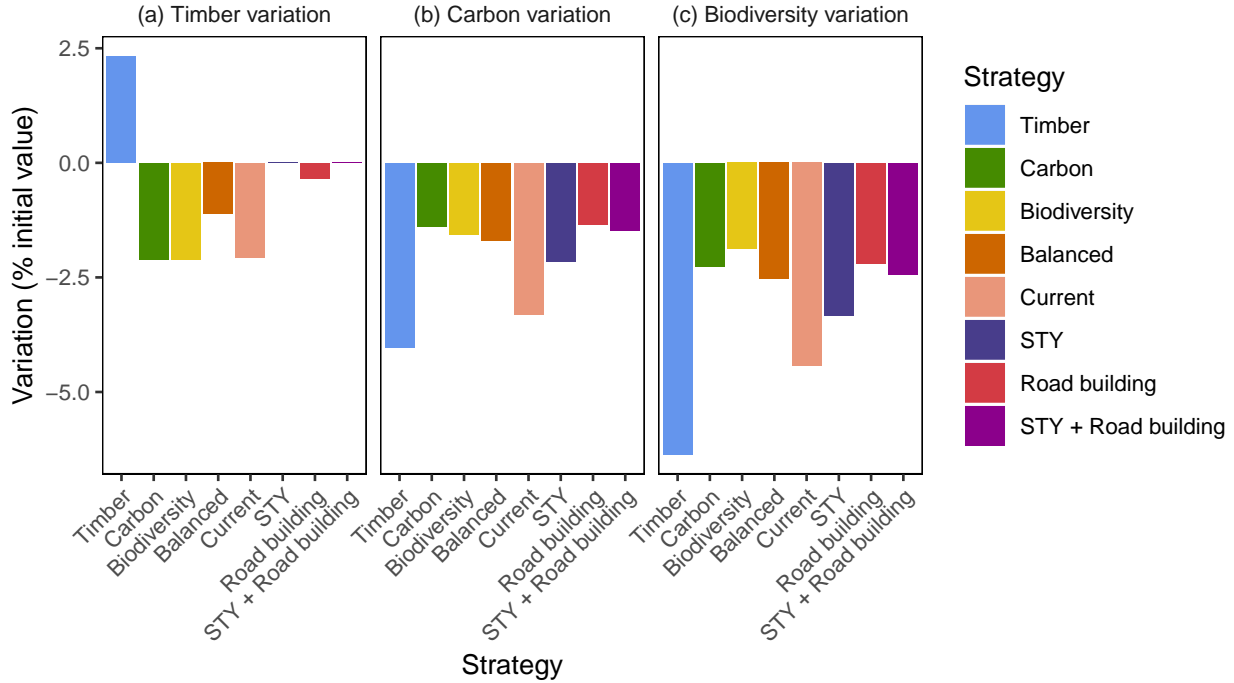 (a) Timber variation
(b) Carbon variation
(c) Biodiversity variation
Variation (% initial value)
2.5
0.0
−2.5
−5.0
Timber
Carbon
Biodiversity
Balanced
Current
STY
Road building
STY + Road building
Timber
Carbon
Biodiversity
Balanced
Current
STY
Road building
STY + Road building
Timber
Carbon
Biodiversity
Balanced
Current
STY
Road building
STY + Road building
Strategy
Strategy
Timber
Carbon
Biodiversity
Balanced
Current
STY
Road building
STY + Road building